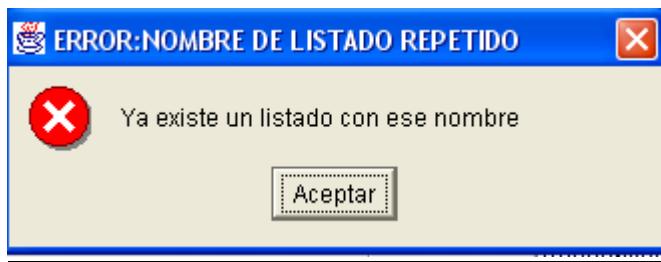 ERROR:NOMBRE DE LISTADO REPETIDO
Ya existe un listado con ese nombre
Aceptar